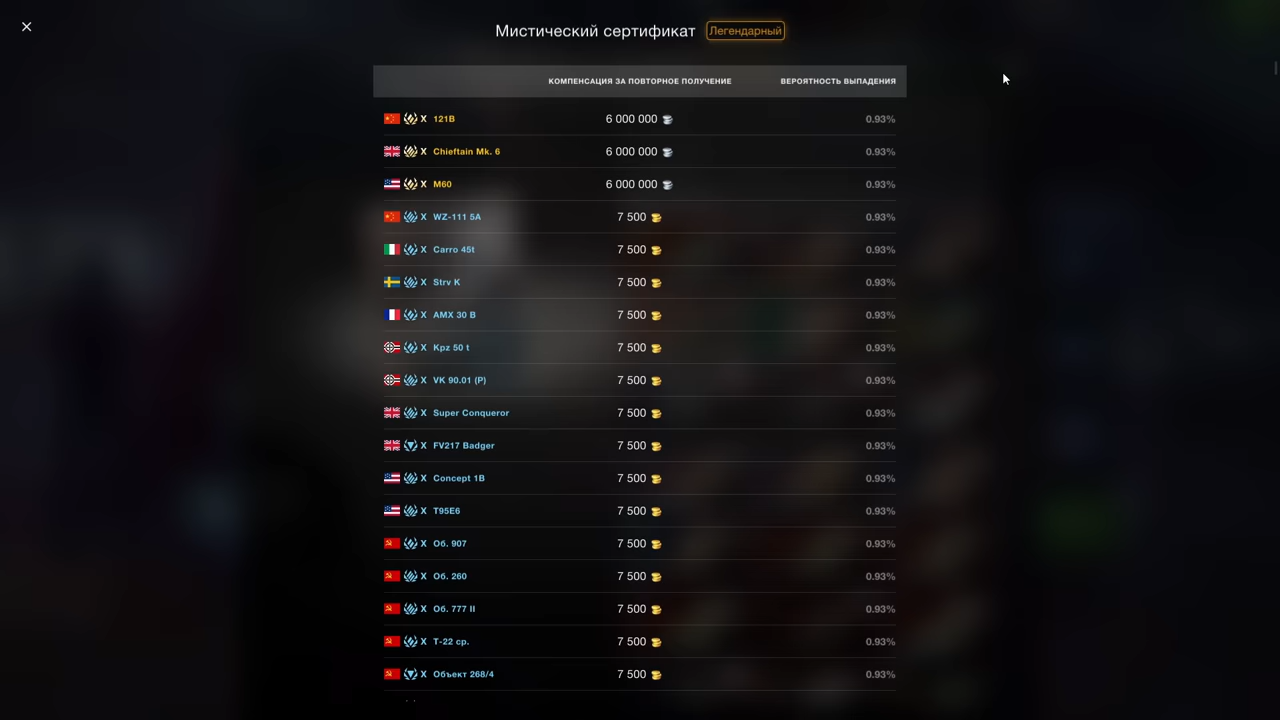 Мистический сертификат Легендарный
КОМПЕНСАЦИЯ ЗА ПОВТОРНОЕ ПОЛУЧЕНИЕ ВЕРОЯТНОСТЬ ВЫПАДЕНИЯ
X 121B 6 000 000 0.93%
X Chieftain Mk. 6 6 000 000 0.93%
X M60 6 000 000 0.93%
X WZ-111 5A 7 500 0.93%
X Carro 45t 7 500 0.93%
X Strv K 7 500 0.93%
X AMX 30 B 7 500 0.93%
X Kpz 50 t 7 500 0.93%
X VK 90.01 (P) 7 500 0.93%
X Super Conqueror 7 500 0.93%
X FV217 Badger 7 500 0.93%
X Concept 1B 7 500 0.93%
X T95E6 7 500 0.93%
X Об. 907 7 500 0.93%
X Об. 260 7 500 0.93%
X Об. 777 II 7 500 0.93%
X Т-22 ср. 7 500 0.93%
X Объект 268/4 7 500 0.93%